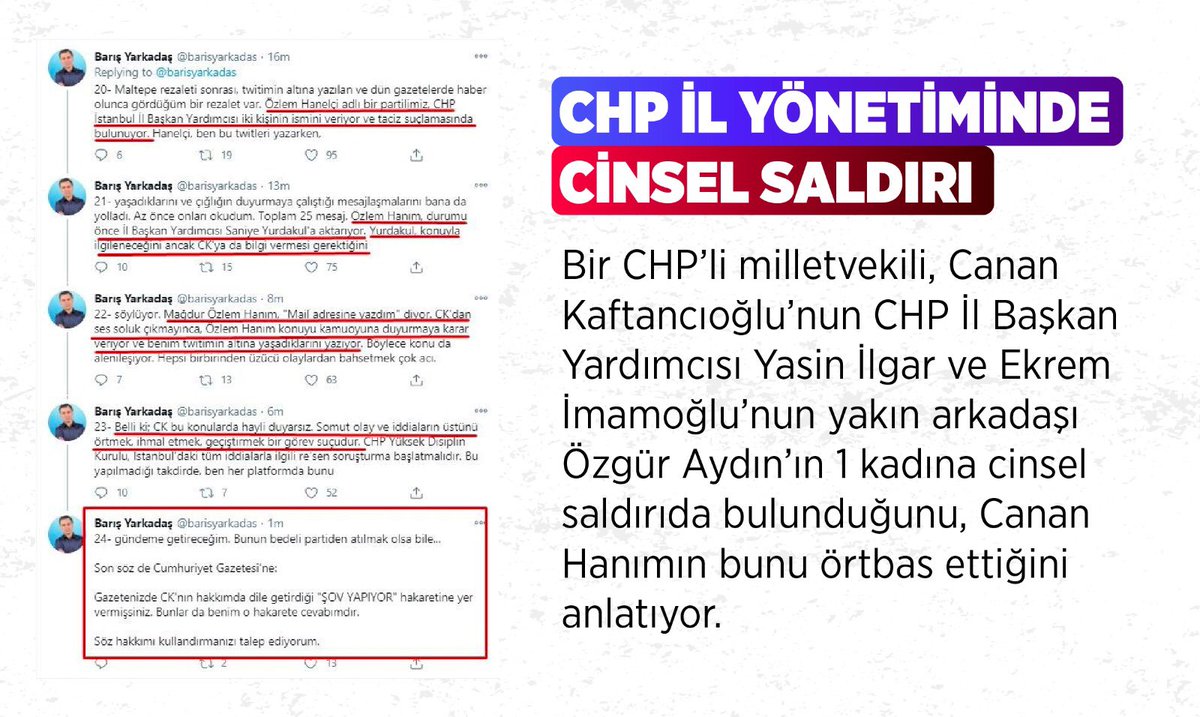 Barış Yarkadaş @barisyarkadas · 16m
Replying to @barisyarkadas
20- Maltepe rezaleti sonrası, twitimin altına yazılan ve dün gazetelerde haber
olunca gördüğüm bir rezalet var. Özlem Hanelçi adlı bir partilimiz, CHP
İstanbul İl Başkan Yardımcısı iki kişinin ismini veriyor ve taciz suçlamasında
bulunuyor. Hanelçi, ben bu twitleri yazarken,
6 19 95
Barış Yarkadaş @barisyarkadas · 13m
21- yaşadıklarını ve çığlığın duyurmaya çalıştığı mesajlaşmalarını bana da
yolladı. Az önce onları okudum. Toplam 25 mesaj. Özlem Hanım, durumu
önce İl Başkan Yardımcısı Saniye Yurdakul'a aktarıyor. Yurdakul, konuyla
ilgileneceğini ancak CK'ya da bilgi vermesi gerektiğini
10 15 75
Barış Yarkadaş @barisyarkadas · 8m
22- söylüyor. Mağdur Özlem Hanım, "Mail adresine yazdım" diyor. CK'dan
ses soluk çıkmayınca, Özlem Hanım konuyu kamuoyuna duyurmaya karar
veriyor ve benim twitimin altına yaşadıklarını yazıyor. Böylece konu da
alenileşiyor. Hepsi birbirinden üzücü olaylardan bahsetmek çok acı.
7 13 63
Barış Yarkadaş @barisyarkadas · 6m
23- Belli ki; CK bu konularda hayli duyarsız. Somut olay ve iddiaların üstünü
örtmek, ihmal etmek, geçiştirmek bir görev suçudur. CHP Yüksek Disiplin
Kurulu, İstanbul'daki tüm iddialarla ilgili re sen soruşturma başlatmalıdır. Bu
yapılmadığı takdirde, ben her platformda bunu
10 7 52
Barış Yarkadaş @barisyarkadas · 1m
24- gündeme getireceğim. Bunun bedeli partiden atılmak olsa bile...
Son söz de Cumhuriyet Gazetesi'ne:
Gazetenizde CK'nın hakkımda dile getirdiği "ŞOV YAPIYOR" hakaretine yer
vermişsiniz. Bunlar da benim o hakarete cevabımdır.
Söz hakkımı kullandırmanızı talep ediyorum.
2 13
CHP İL YÖNETİMİNDE
CİNSEL SALDIRI
Bir CHP'li milletvekili, Canan
Kaftancıoğlu'nun CHP İl Başkan
Yardımcısı Yasin İlgar ve Ekrem
İmamoğlu'nun yakın arkadaşı
Özgür Aydın'ın 1 kadına cinsel
saldırıda bulunduğunu, Canan
Hanımın bunu örtbas ettiğini
anlatıyor.